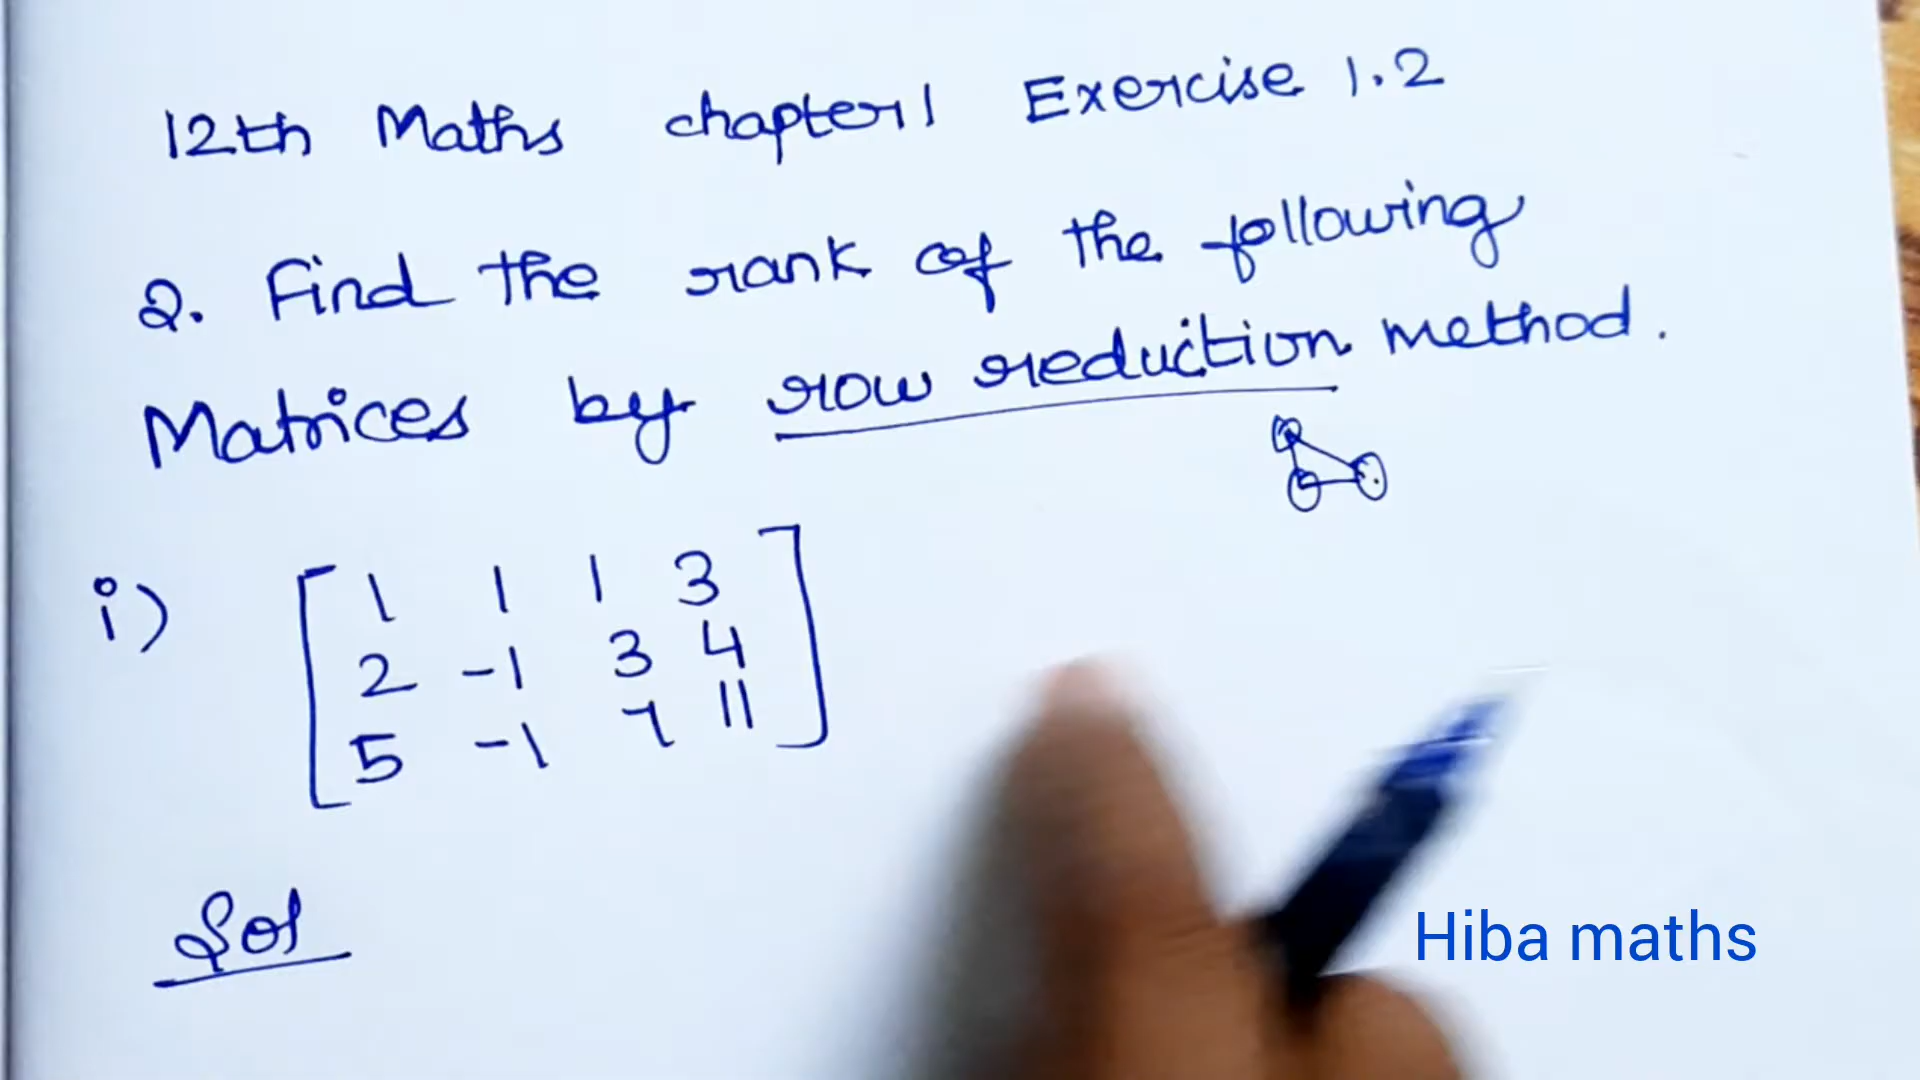 12th Maths chapter 1 Exercise 1.2
2. Find the rank of the following
Matrices by row reduction method.
i) [ 1 1 1 3
2 -1 3 4
5 -1 7 11 ]
Sol
Hiba maths